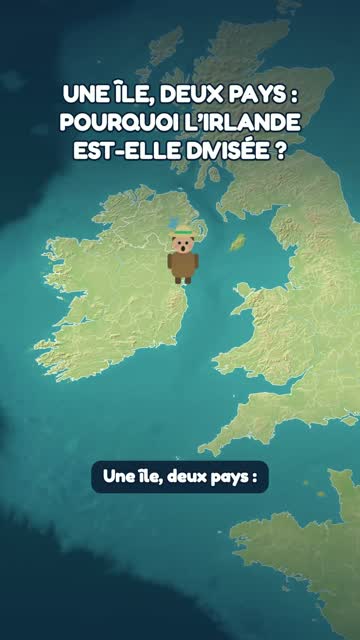 UNE ÎLE, DEUX PAYS :
POURQUOI L'IRLANDE
EST-ELLE DIVISÉE ?
Une île, deux pays :